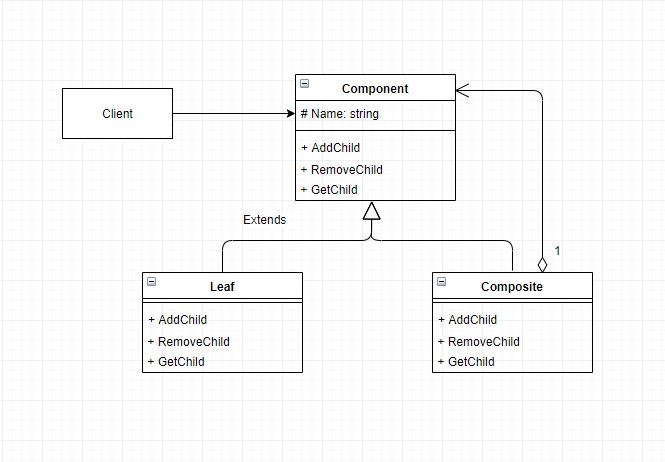 Component
Client
# Name: string
+ AddChild
+ RemoveChild
+ GetChild
Extends
1
Leaf
+ AddChild
+ RemoveChild
+ GetChild
Composite
+ AddChild
+ RemoveChild
+ GetChild